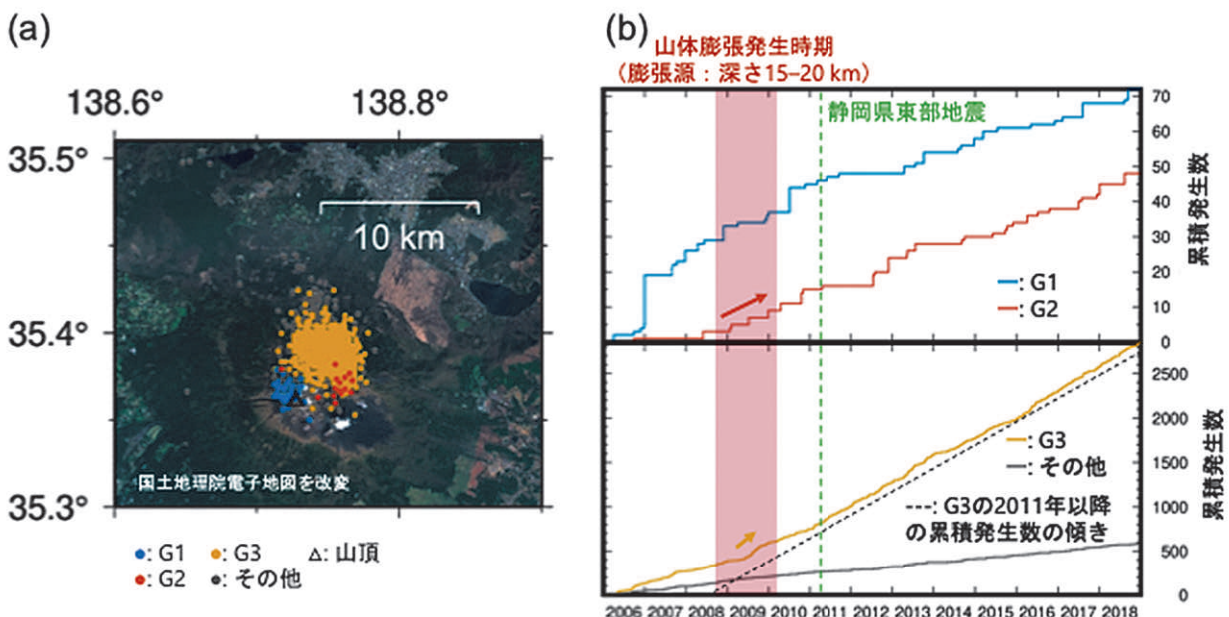 (a)
138.6°
138.8°
35.5°
35.4°
35.3°
10 km
国土地理院電子地図を改変
●: G1
●: G3
△: 山頂
●: G2
●: その他
(b)
山体膨張発生時期
(膨張源:深さ15–20 km)
静岡県東部地震
70
60
50
40
30
20
10
0
累積発生数
: G1
: G2
2500
2000
1500
1000
500
0
累積発生数
: G3
: その他
---: G3の2011年以降
の累積発生数の傾き
2006 2007 2008 2009 2010 2011 2012 2013 2014 2015 2016 2017 2018